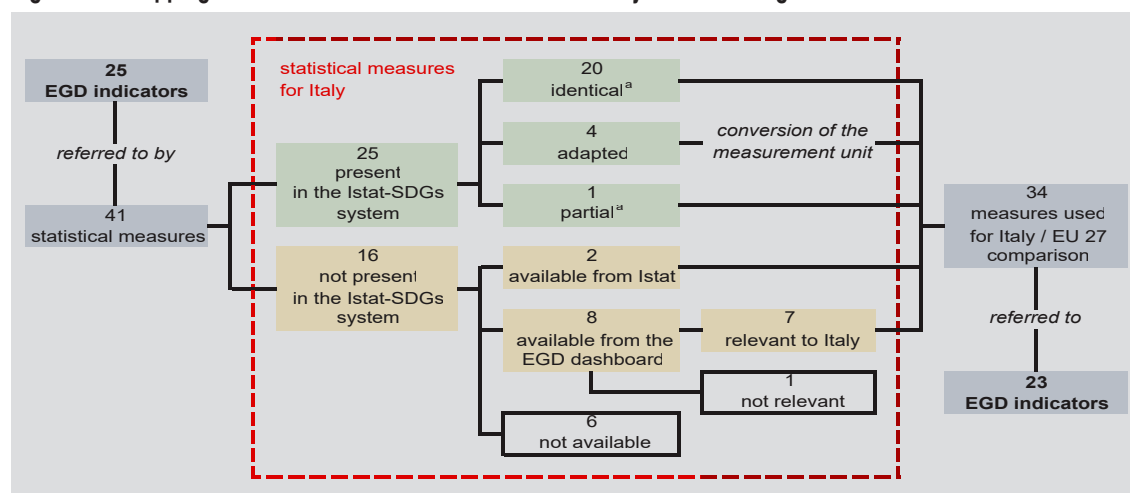 25
EGD indicators
referred to by
41
statistical measures
statistical measures
for Italy
25
present
in the Istat-SDGs
system
16
not present
in the Istat-SDGs
system
20
identical a
4
adapted
conversion of the
measurement unit
1
partial a
2
available from Istat
8
available from the
EGD dashboard
7
relevant to Italy
1
not relevant
6
not available
34
measures used
for Italy / EU 27
comparison
referred to
23
EGD indicators